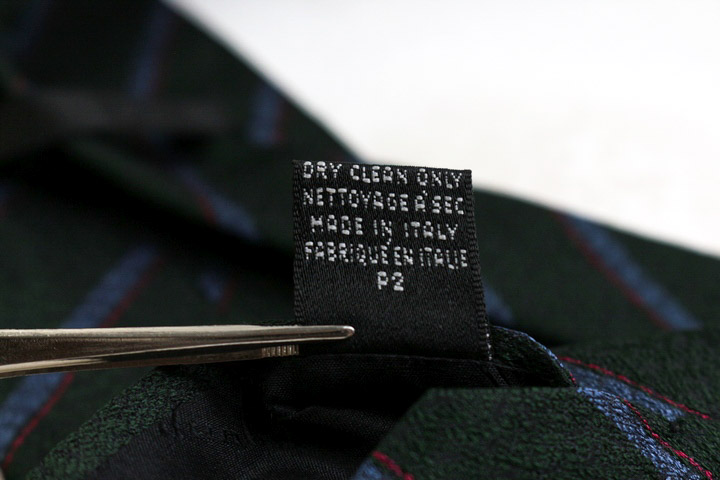 DRY CLEAN ONLY
NETTOYAGE À SEC
MADE IN ITALY
FABRIQUÉ EN ITALIE
P2